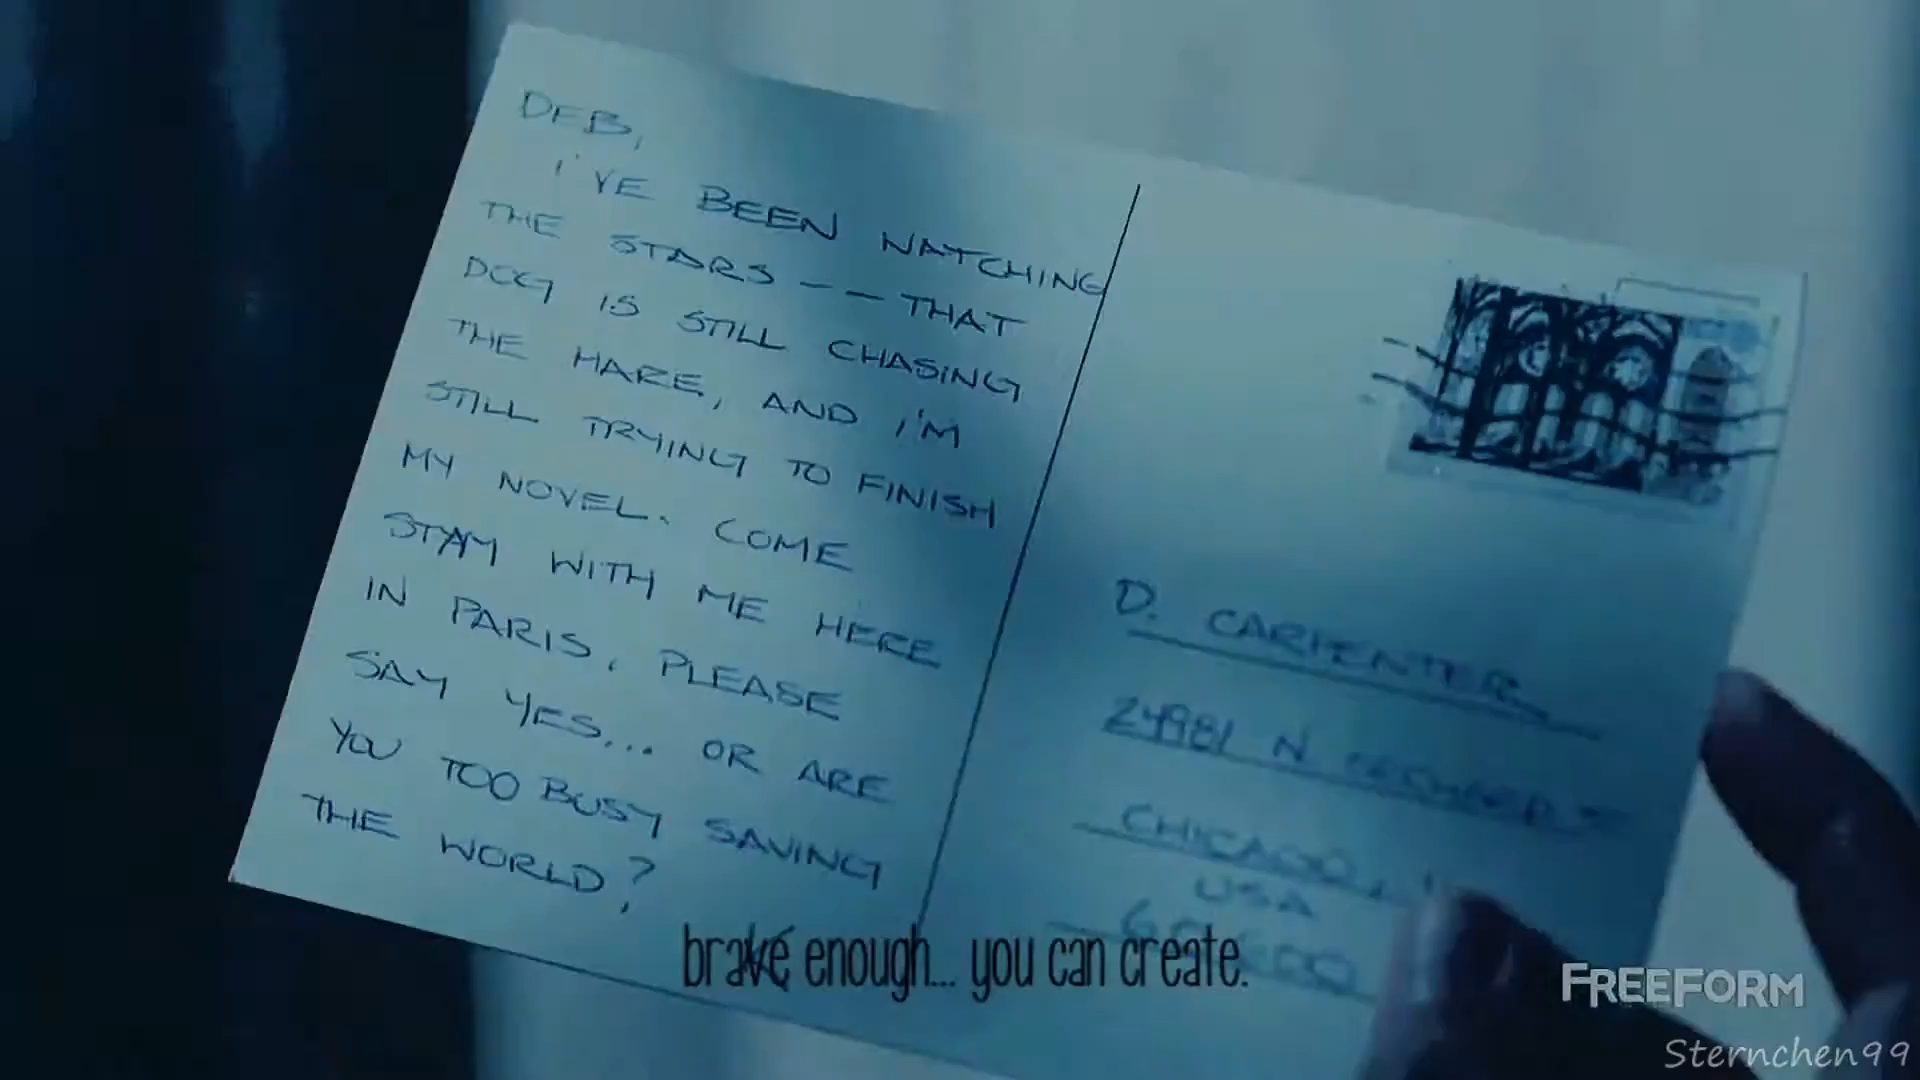 DEB,
I'VE BEEN WATCHING
THE STARS -- THAT
DOG IS STILL CHASING
THE HARE, AND I'M
STILL TRYING TO FINISH
MY NOVEL. COME
STAY WITH ME HERE
IN PARIS, PLEASE
SAY YES... OR ARE
YOU TOO BUSY SAVING
THE WORLD?
D. CARPENTER
24981 N
CHICAGO,
USA
brave enough... you can create.
FREEFORM
Sternchen99